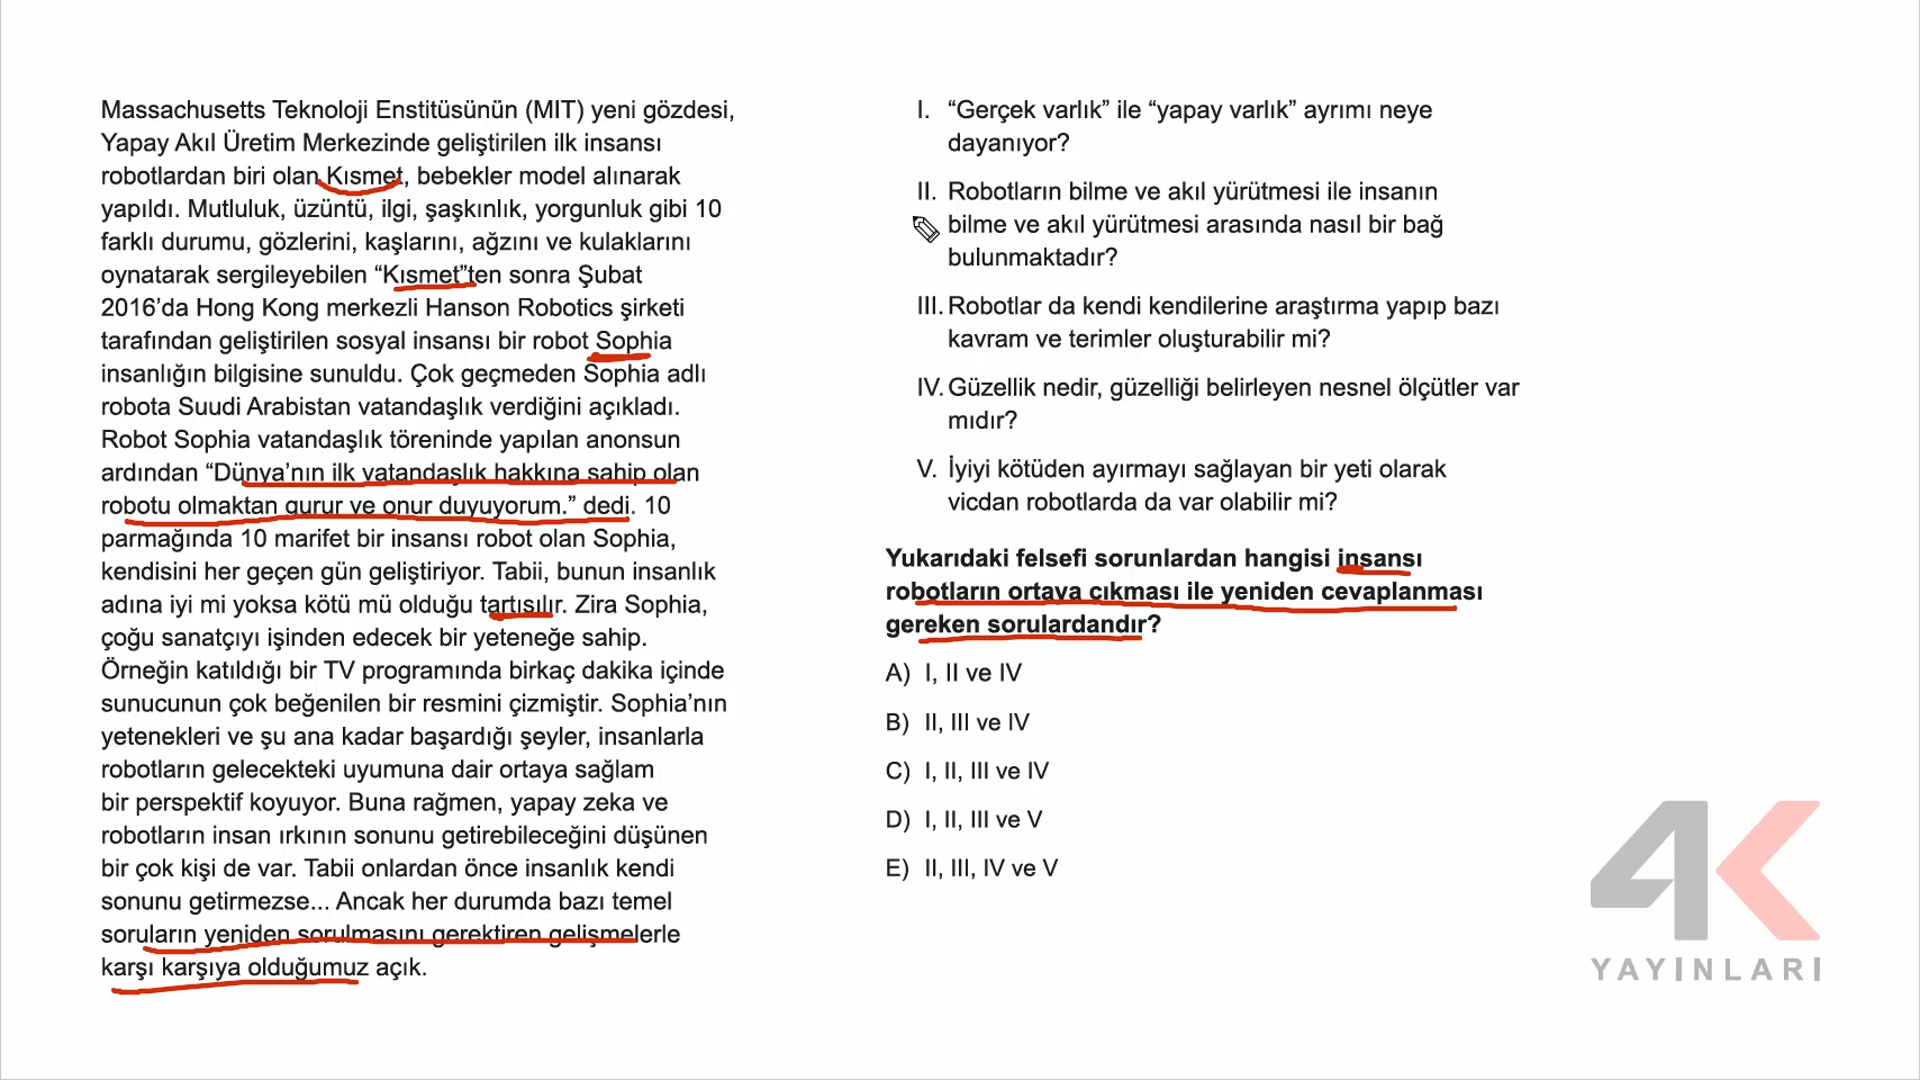 Massachusetts Teknoloji Enstitüsünün (MIT) yeni gözdesi,
Yapay Akıl Üretim Merkezinde geliştirilen ilk insansı
robotlardan biri olan Kısmet, bebekler model alınarak
yapıldı. Mutluluk, üzüntü, ilgi, şaşkınlık, yorgunluk gibi 10
farklı durumu, gözlerini, kaşlarını, ağzını ve kulaklarını
oynatarak sergileyebilen “Kısmet”ten sonra Şubat
2016’da Hong Kong merkezli Hanson Robotics şirketi
tarafından geliştirilen sosyal insansı bir robot Sophia
insanlığın bilgisine sunuldu. Çok geçmeden Sophia adlı
robota Suudi Arabistan vatandaşlık verdiğini açıkladı.
Robot Sophia vatandaşlık töreninde yapılan anonsun
ardından “Dünya’nın ilk vatandaşlık hakkına sahip olan
robotu olmaktan gurur ve onur duyuyorum.” dedi. 10
parmağında 10 marifet bir insansı robot olan Sophia,
kendisini her geçen gün geliştiriyor. Tabii, bunun insanlık
adına iyi mi yoksa kötü mü olduğu tartışılır. Zira Sophia,
çoğu sanatçıyı işinden edecek bir yeteneğe sahip.
Örneğin katıldığı bir TV programında birkaç dakika içinde
sunucunun çok beğenilen bir resmini çizmiştir. Sophia’nın
yetenekleri ve şu ana kadar başardığı şeyler, insanlarla
robotların gelecekteki uyumuna dair ortaya sağlam
bir perspektif koyuyor. Buna rağmen, yapay zeka ve
robotların insan ırkının sonunu getirebileceğini düşünen
bir çok kişi de var. Tabii onlardan önce insanlık kendi
sonunu getirmezse... Ancak her durumda bazı temel
soruların yeniden sorulmasını gerektiren gelişmelerle
karşı karşıya olduğumuz açık.
I. “Gerçek varlık” ile “yapay varlık” ayrımı neye
dayanıyor?
II. Robotların bilme ve akıl yürütmesi ile insanın
bilme ve akıl yürütmesi arasında nasıl bir bağ
bulunmaktadır?
III. Robotlar da kendi kendilerine araştırma yapıp bazı
kavram ve terimler oluşturabilir mi?
IV. Güzellik nedir, güzelliği belirleyen nesnel ölçütler var
mıdır?
V. İyiyi kötüden ayırmayı sağlayan bir yeti olarak
vicdan robotlarda da var olabilir mi?
Yukarıdaki felsefi sorunlardan hangisi insansı
robotların ortaya çıkması ile yeniden cevaplanması
gereken sorulardandır?
A) I, II ve IV
B) II, III ve IV
C) I, II, III ve IV
D) I, II, III ve V
E) II, III, IV ve V
4K
YAYINLARI